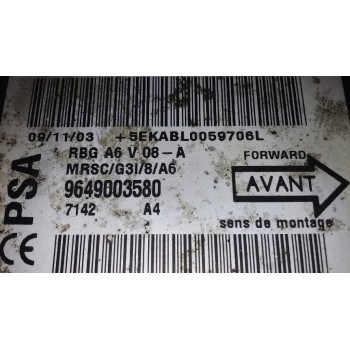 09/11/03 +5EKABL0059706L
RBG A6 V 08-A
MRSC/G3I/8/A6
9649003580
7142 A4
FORWARD
AVANT
sens de montage
CE PSA